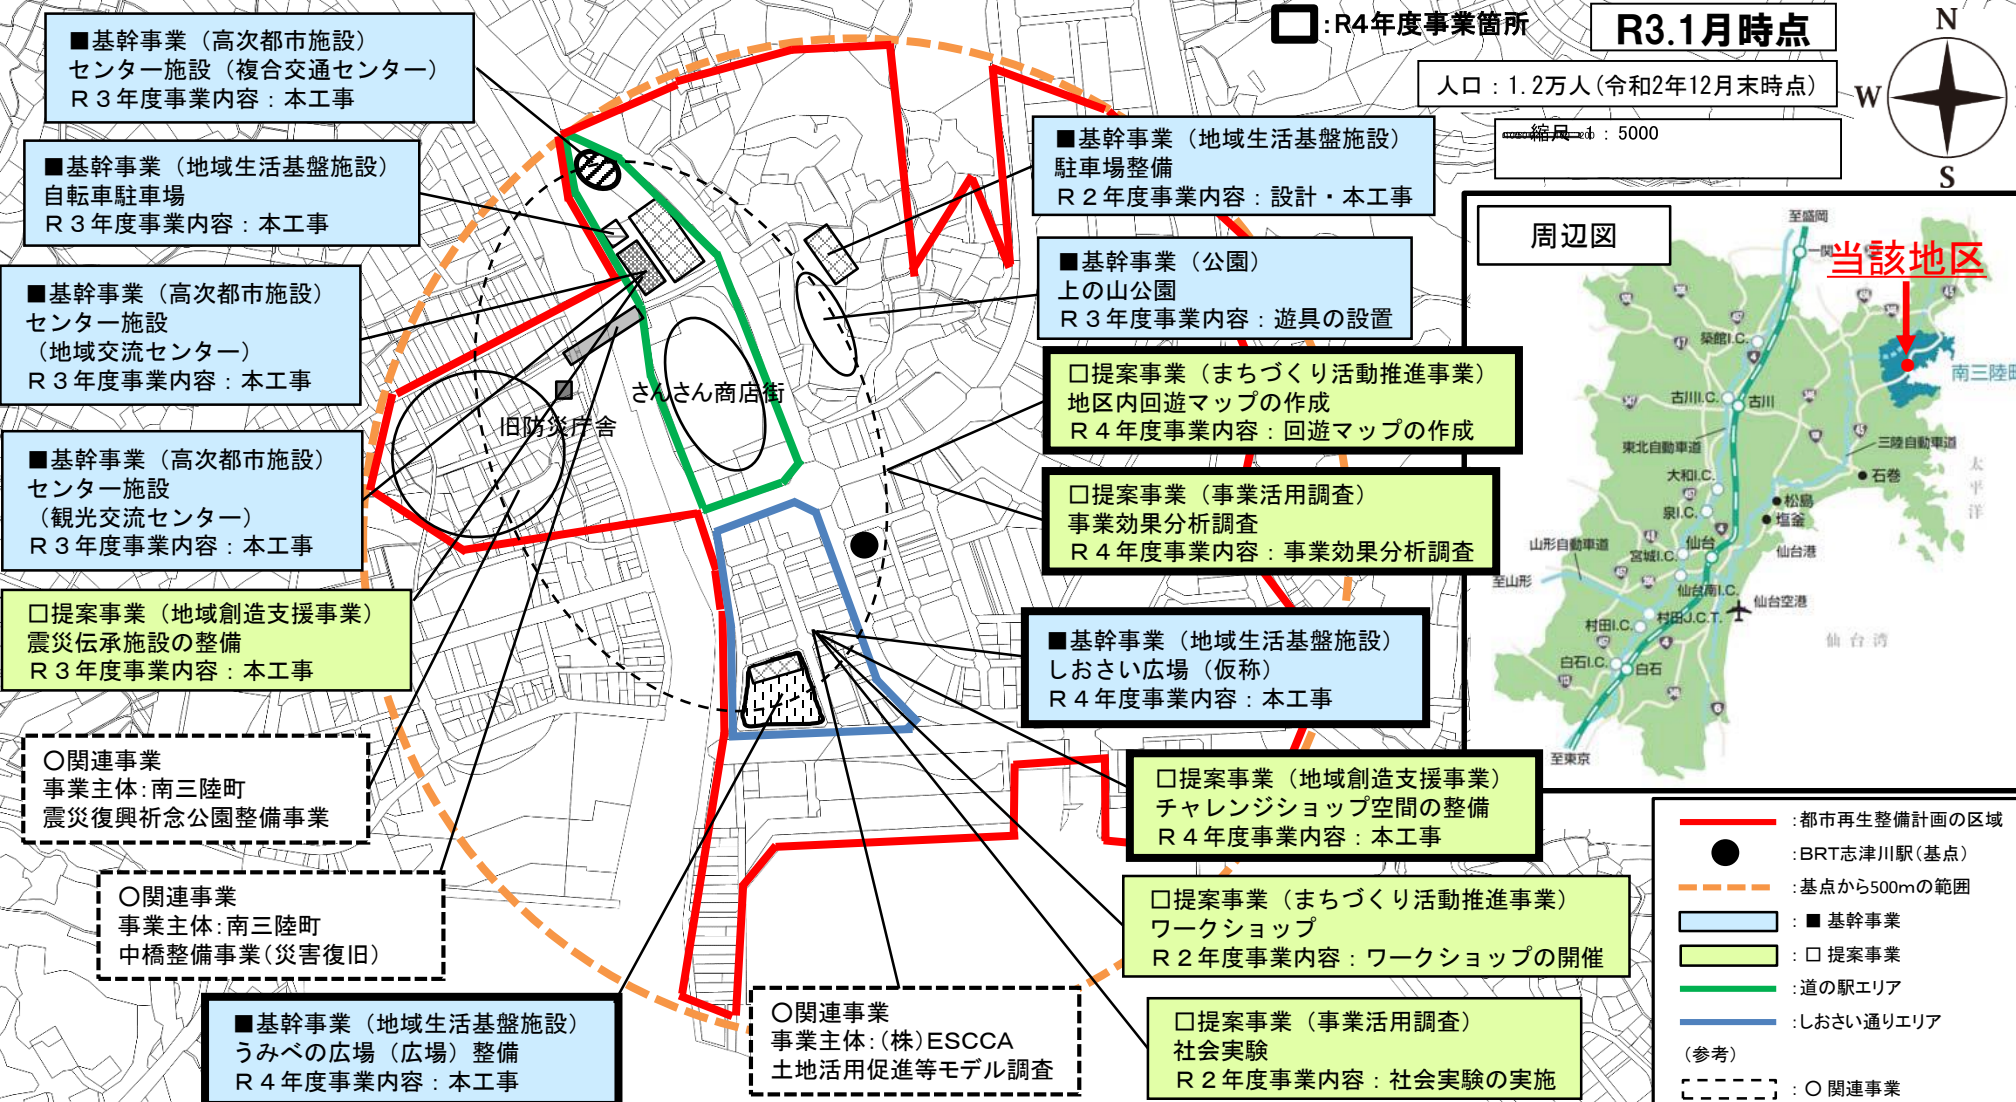 ■基幹事業（高次都市施設）
センター施設（複合交通センター）
Ｒ３年度事業内容：本工事
■基幹事業（地域生活基盤施設）
自転車駐車場
Ｒ３年度事業内容：本工事
■基幹事業（高次都市施設）
センター施設
（地域交流センター）
Ｒ３年度事業内容：本工事
■基幹事業（高次都市施設）
センター施設
（観光交流センター）
Ｒ３年度事業内容：本工事
□提案事業（地域創造支援事業）
震災伝承施設の整備
Ｒ３年度事業内容：本工事
○関連事業
事業主体：南三陸町
震災復興祈念公園整備事業
○関連事業
事業主体：南三陸町
中橋整備事業（災害復旧）
■基幹事業（地域生活基盤施設）
うみべの広場（広場）整備
Ｒ４年度事業内容：本工事
さんさん商店街
旧防災庁舎
：R4年度事業箇所
R3.1月時点
人口：1.2万人（令和2年12月末時点）
縮尺 1：5000
N
W
S
■基幹事業（地域生活基盤施設）
駐車場整備
Ｒ２年度事業内容：設計・本工事
■基幹事業（公園）
上の山公園
Ｒ３年度事業内容：遊具の設置
□提案事業（まちづくり活動推進事業）
地区内回遊マップの作成
Ｒ４年度事業内容：回遊マップの作成
□提案事業（事業活用調査）
事業効果分析調査
Ｒ４年度事業内容：事業効果分析調査
■基幹事業（地域生活基盤施設）
しおさい広場（仮称）
Ｒ４年度事業内容：本工事
□提案事業（地域創造支援事業）
チャレンジショップ空間の整備
Ｒ４年度事業内容：本工事
□提案事業（まちづくり活動推進事業）
ワークショップ
Ｒ２年度事業内容：ワークショップの開催
□提案事業（事業活用調査）
社会実験
Ｒ２年度事業内容：社会実験の実施
○関連事業
事業主体：（株）ESCCA
土地活用促進等モデル調査
周辺図
至盛岡
一関
当該地区
築館I.C.
南三陸町
古川I.C.
古川
東北自動車道
三陸自動車道
大和I.C.
石巻
太平洋
松島
泉I.C.
塩釜
山形自動車道
宮城I.C.
仙台
仙台港
至山形
仙台南I.C.
仙台空港
村田I.C.
村田J.C.T.
仙台湾
白石I.C.
白石
至東京
：都市再生整備計画の区域
：BRT志津川駅（基点）
：基点から500mの範囲
：■ 基幹事業
：□ 提案事業
：道の駅エリア
：しおさい通りエリア
（参考）
：○ 関連事業